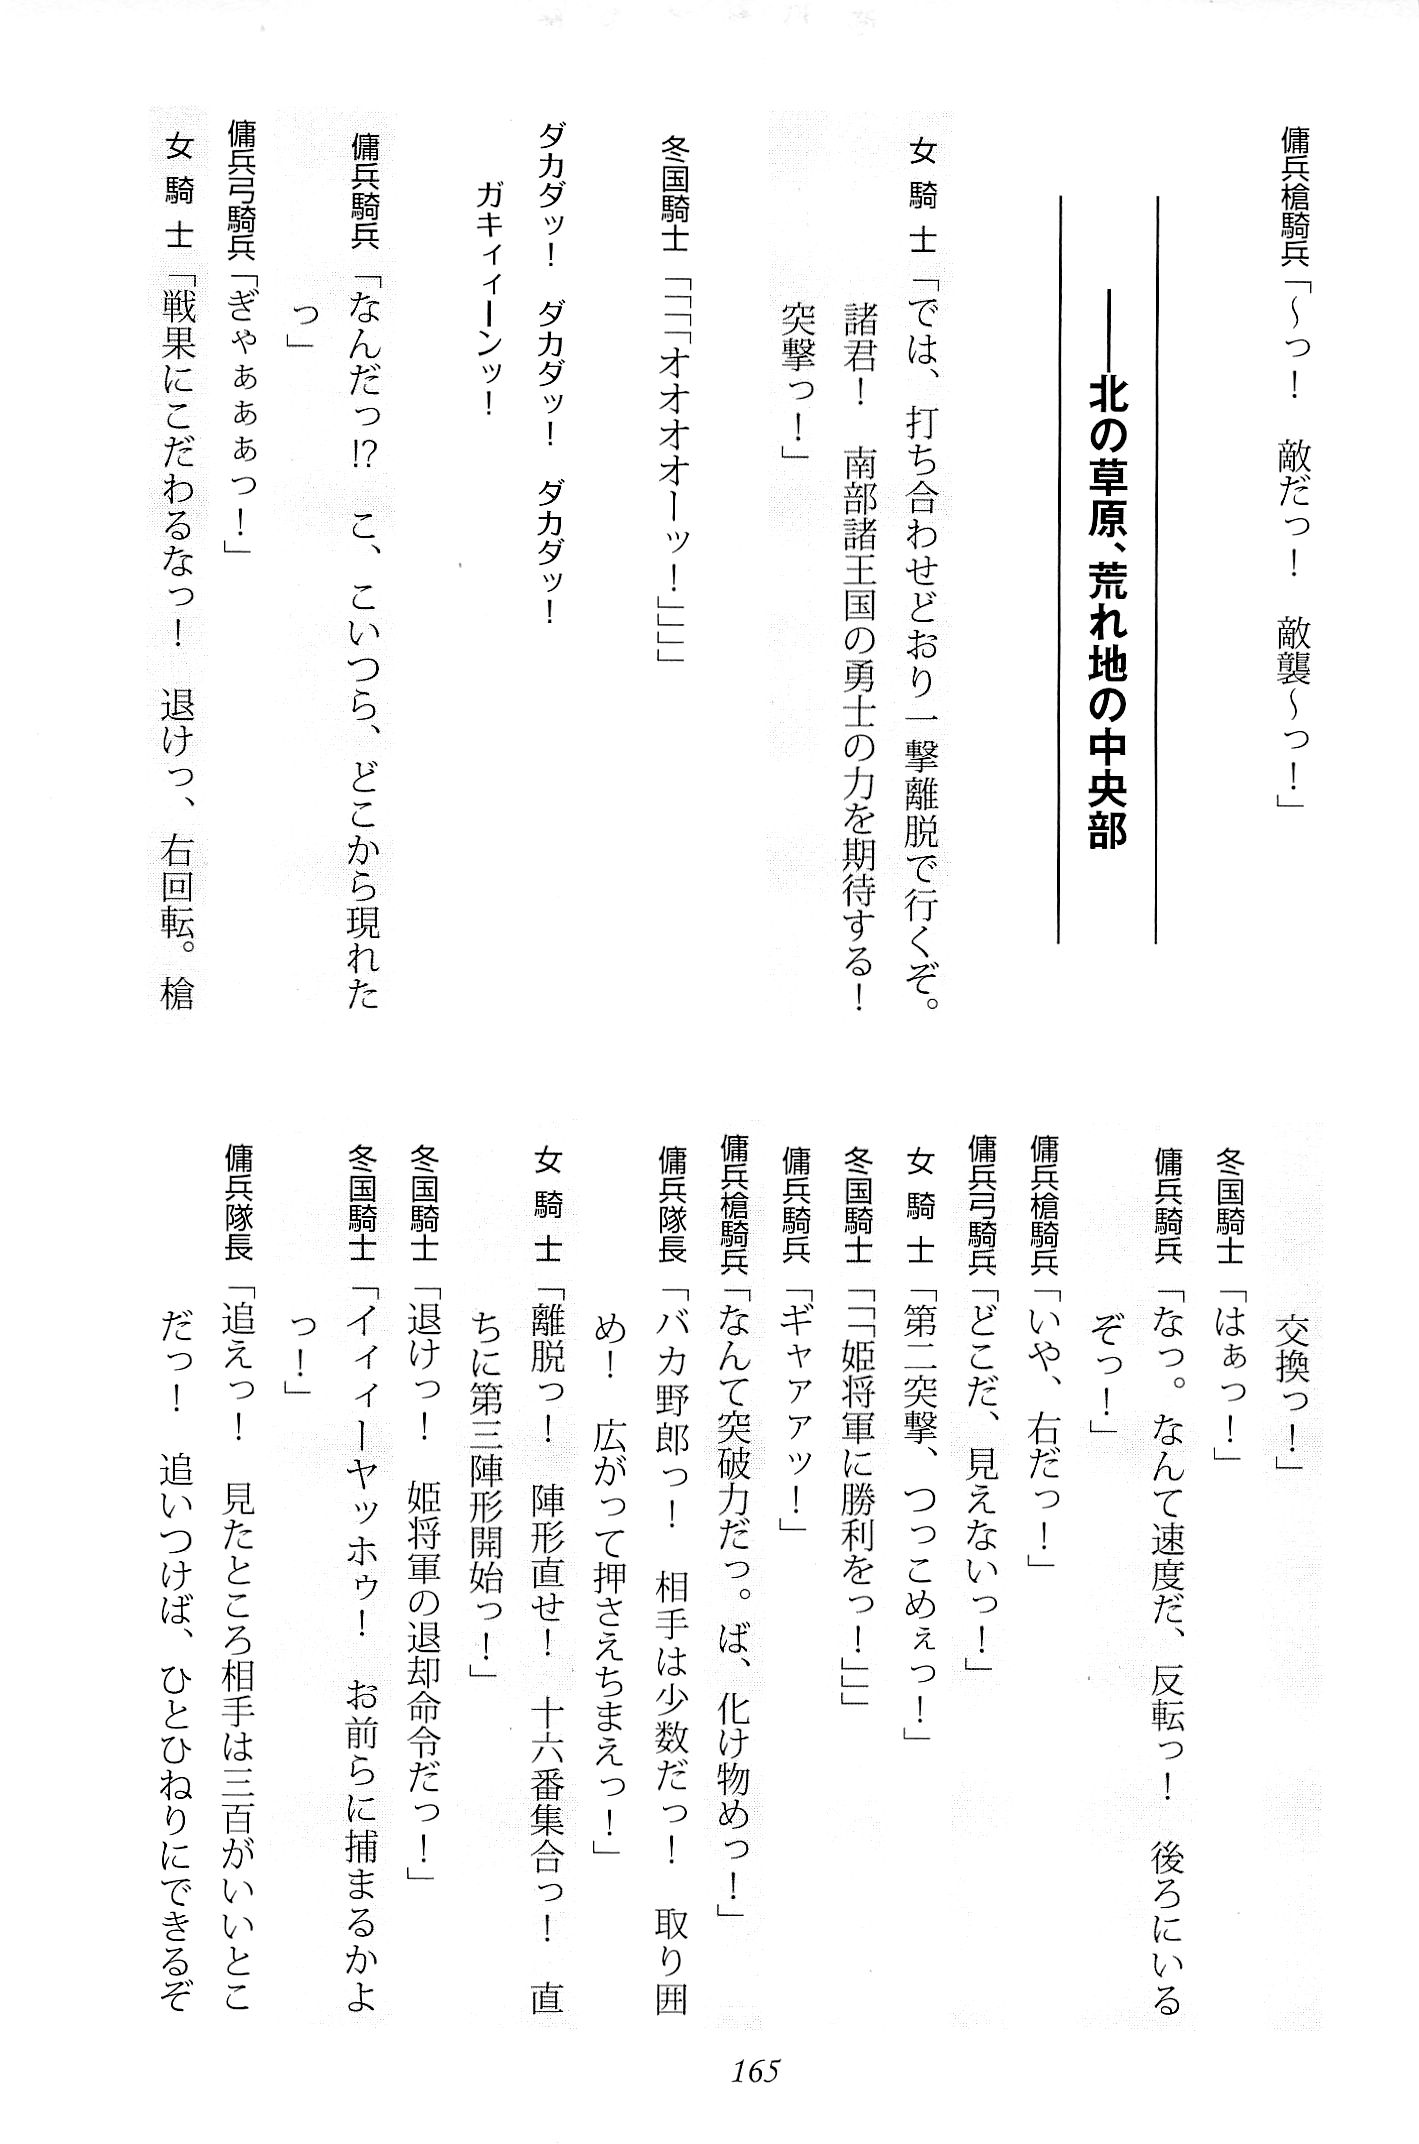 傭兵槍騎兵「～っ！　敵だっ！　敵襲～っ！」
――北の草原、荒れ地の中央部
女騎士「では、打ち合わせどおり一撃離脱で行くぞ。
諸君！　南部諸王国の勇士の力を期待する！
突撃っ！」
冬国騎士「「「「オオオオーッ！」」」」
ダカダッ！　ダカダッ！　ダカダッ！
ガキィィーンッ！
傭兵騎兵「なんだっ!?　こ、こいつら、どこから現れた
っ」
傭兵弓騎兵「ぎゃぁぁぁっ！」
女騎士「戦果にこだわるなっ！　退けっ、右回転。槍
交換っ！」
冬国騎士「はぁっ！」
傭兵騎兵「なっ。なんて速度だ、反転っ！　後ろにいる
ぞっ！」
傭兵槍騎兵「いや、右だっ！」
傭兵弓騎兵「どこだ、見えないっ！」
女騎士「第二突撃、つっこめぇっ！」
冬国騎士「「「姫将軍に勝利をっ！」」」
傭兵騎兵「ギャァァッ！」
傭兵槍騎兵「なんて突破力だっ。ば、化け物めっ！」
傭兵隊長「バカ野郎っ！　相手は少数だっ！　取り囲
め！　広がって押さえちまえっ！」
女騎士「離脱っ！　陣形直せ！　十六番集合っ！　直
ちに第三陣形開始っ！」
冬国騎士「退けっ！　姫将軍の退却命令だっ！」
冬国騎士「イィィーヤッホゥ！　お前らに捕まるかよ
っ！」
傭兵隊長「追えっ！　見たところ相手は三百がいいとこ
だっ！　追いつけば、ひとひねりにできるぞ
165